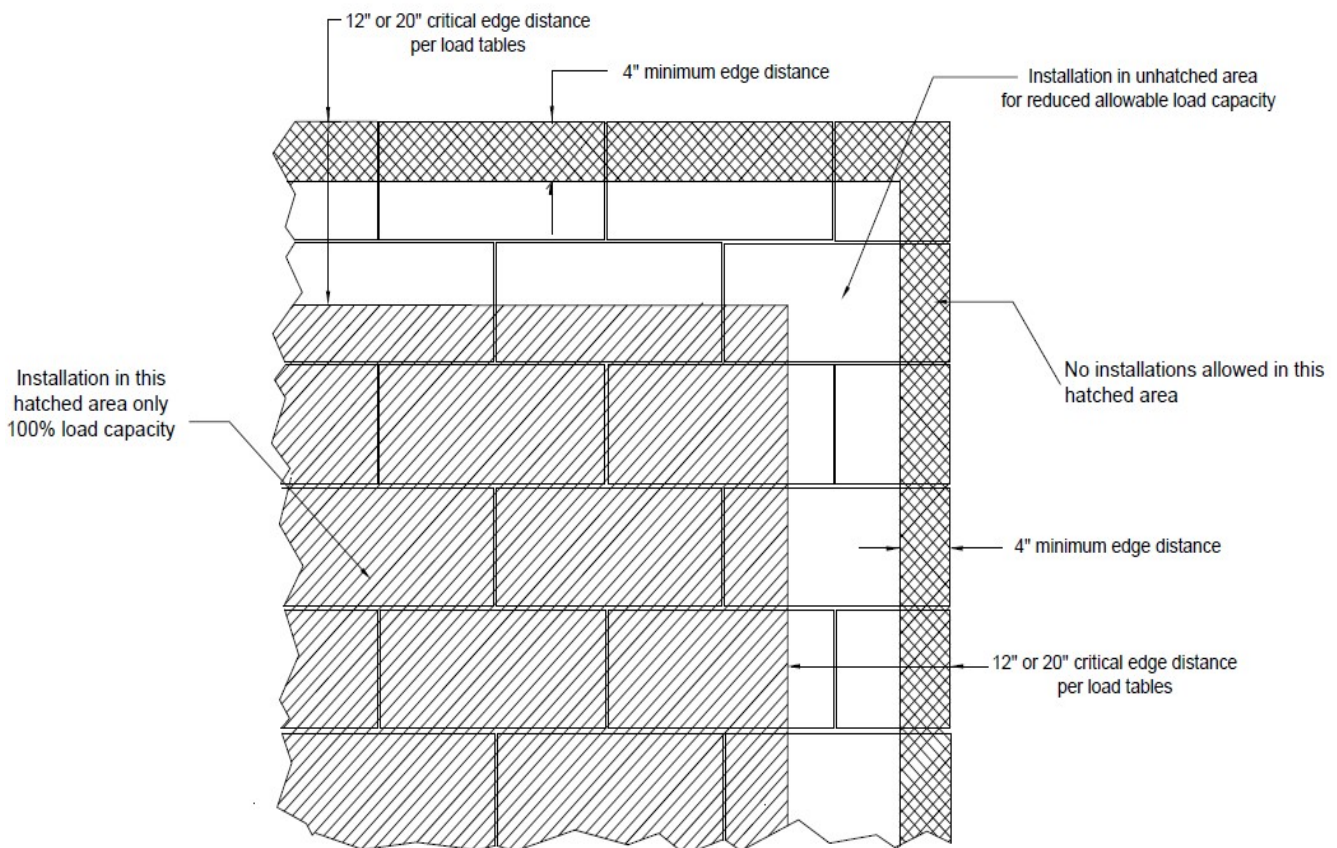 12" or 20" critical edge distance
per load tables
4" minimum edge distance
Installation in unhatched area
for reduced allowable load capacity
Installation in this
hatched area only
100% load capacity
No installations allowed in this
hatched area
4" minimum edge distance
12" or 20" critical edge distance
per load tables